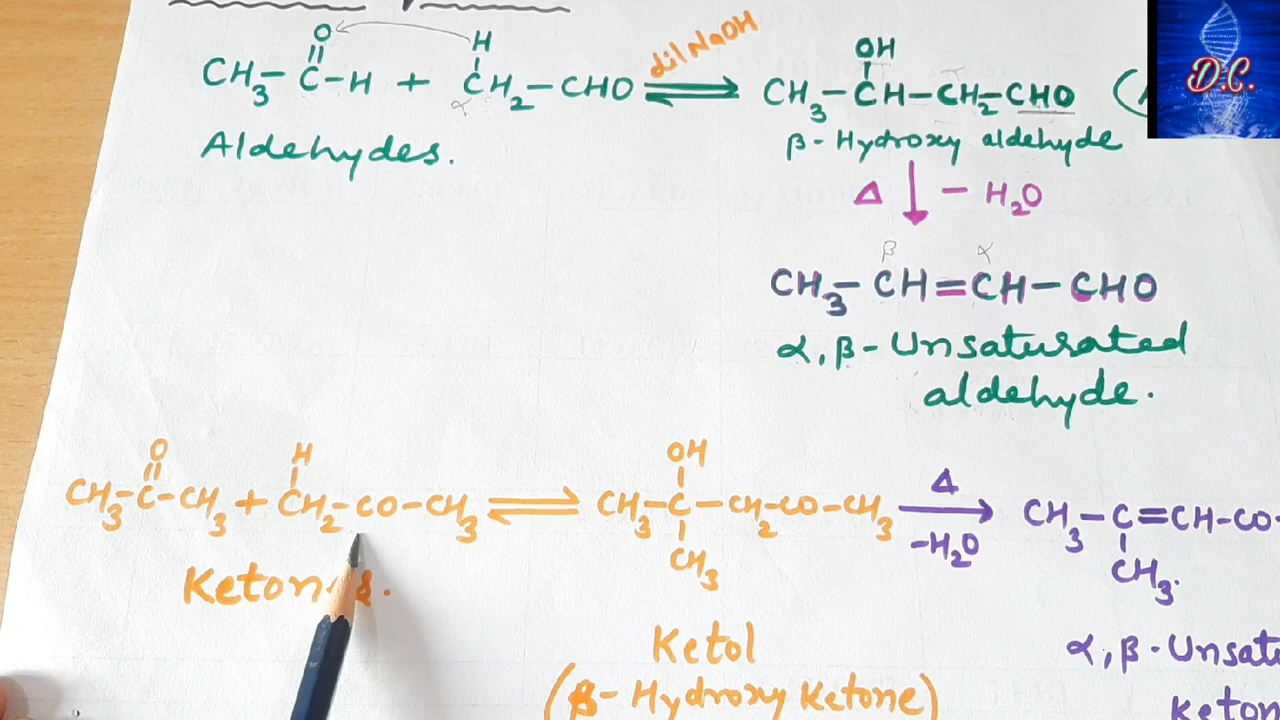 O H dil NaOH OH
CH3-C-H + CH2-CHO ⇌ CH3-CH-CH2-CHO (
α
Aldehydes. β-Hydroxy aldehyde
Δ ↓ - H2O
β α
CH3-CH=CH-CHO
α,β-Unsaturated
aldehyde.
O H OH
CH3-C-CH3 + CH2-CO-CH3 ⇌ CH3-C-CH2-CO-CH3 Δ → -H2O CH3-C=CH-CO-
CH3 CH3.
Ketones.
Ketol
(β-Hydroxy Ketone)
α,β-Unsatu
Keton
D.C.